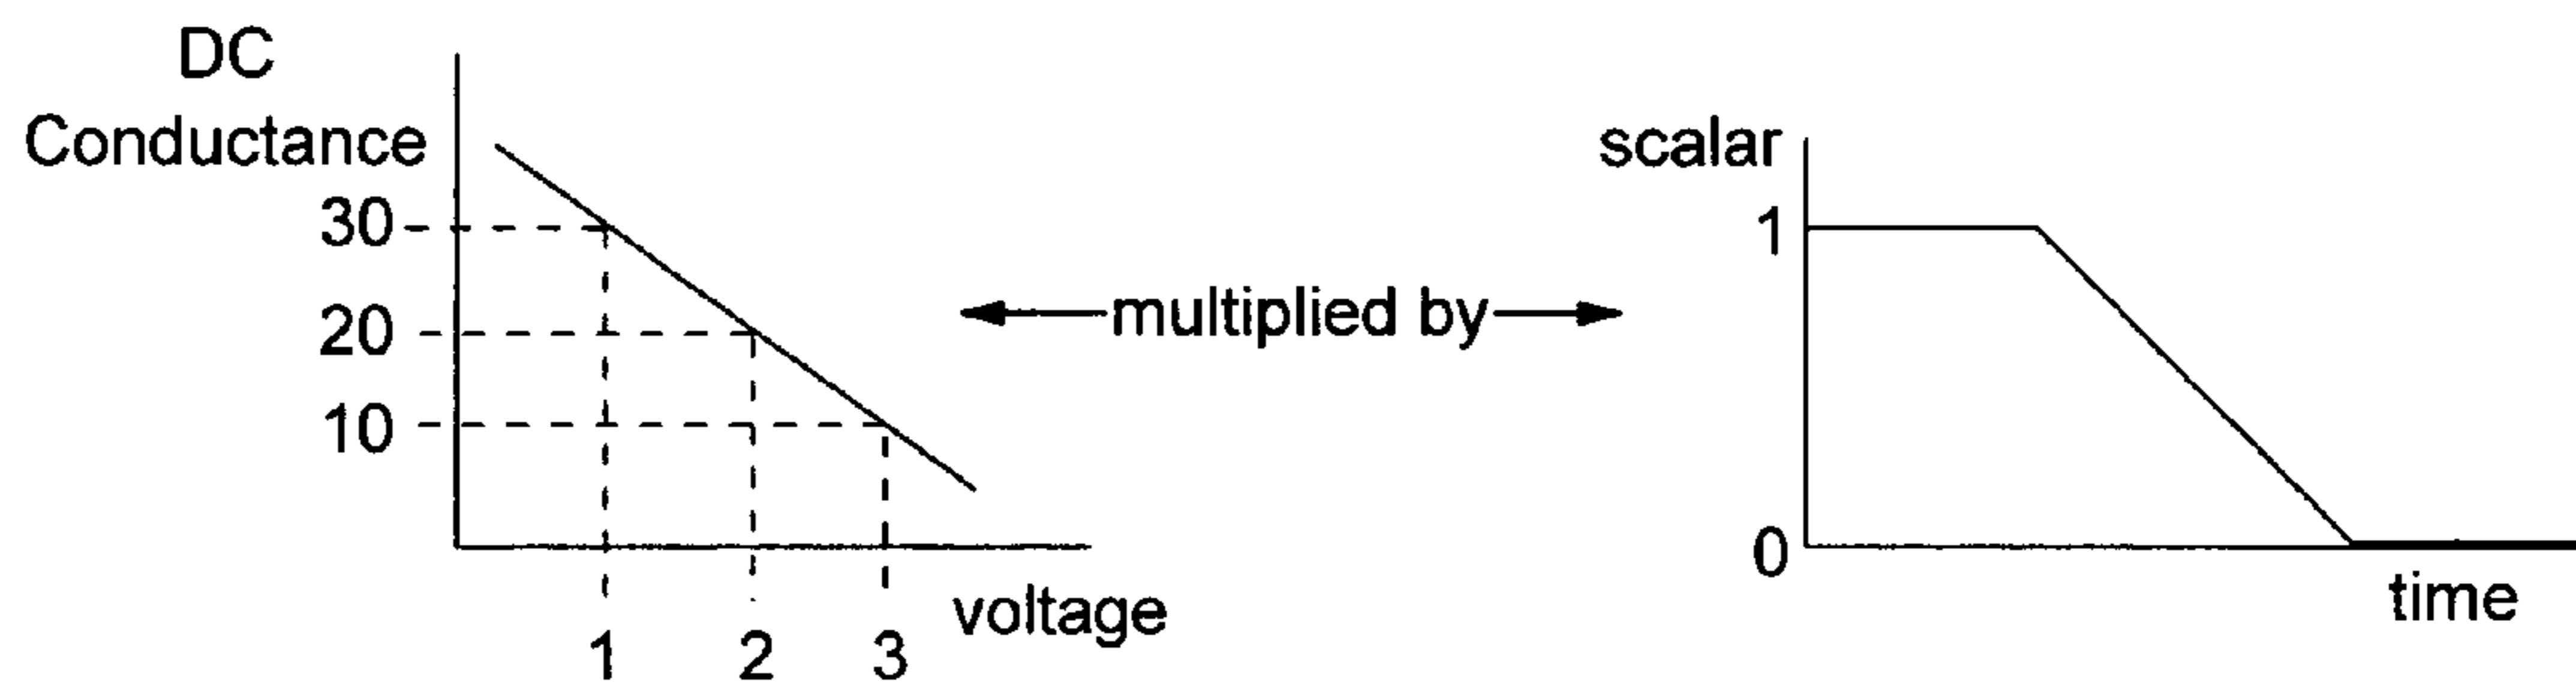 DC
Conductance
30
20
10
1
2
3
voltage
multiplied by
scalar
1
0
time